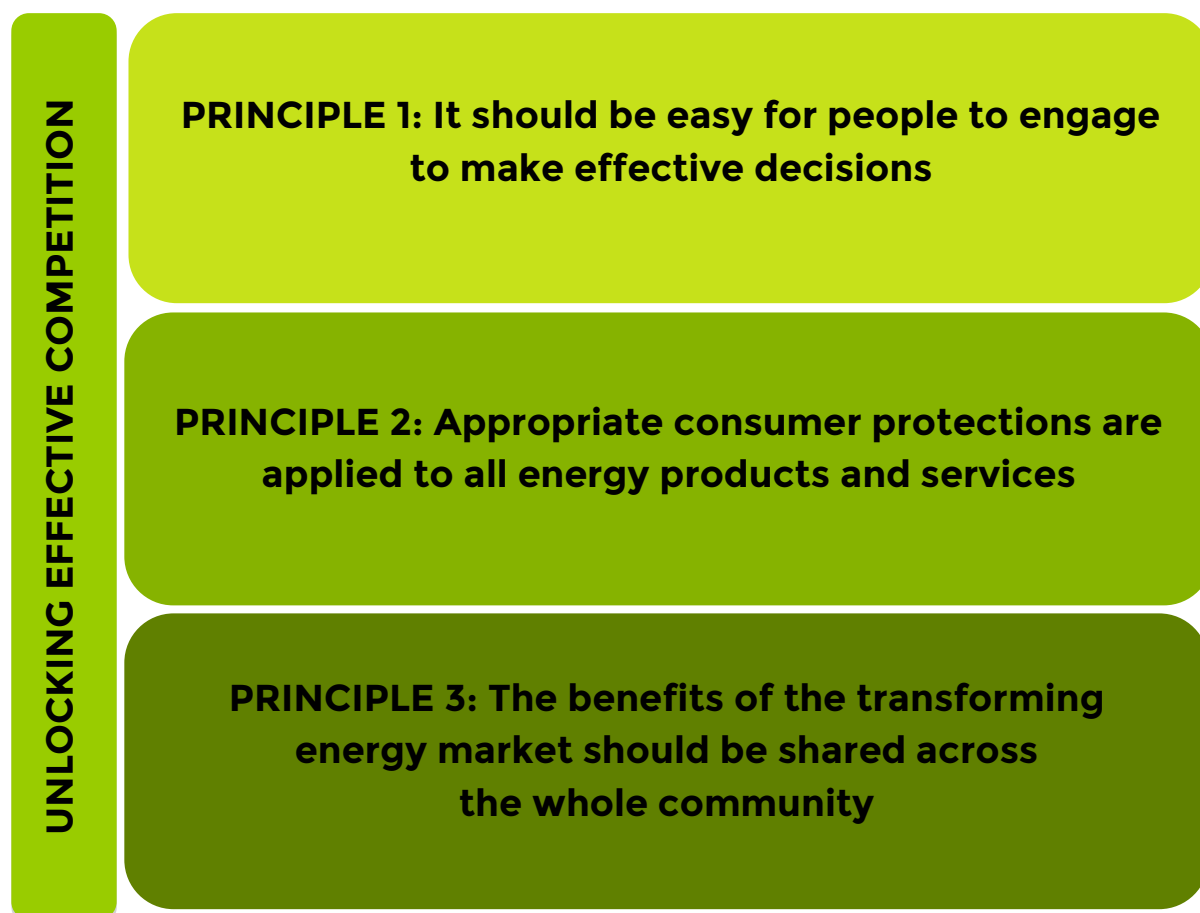 UNLOCKING EFFECTIVE COMPETITION
PRINCIPLE 1: It should be easy for people to engage
to make effective decisions
PRINCIPLE 2: Appropriate consumer protections are
applied to all energy products and services
PRINCIPLE 3: The benefits of the transforming
energy market should be shared across
the whole community